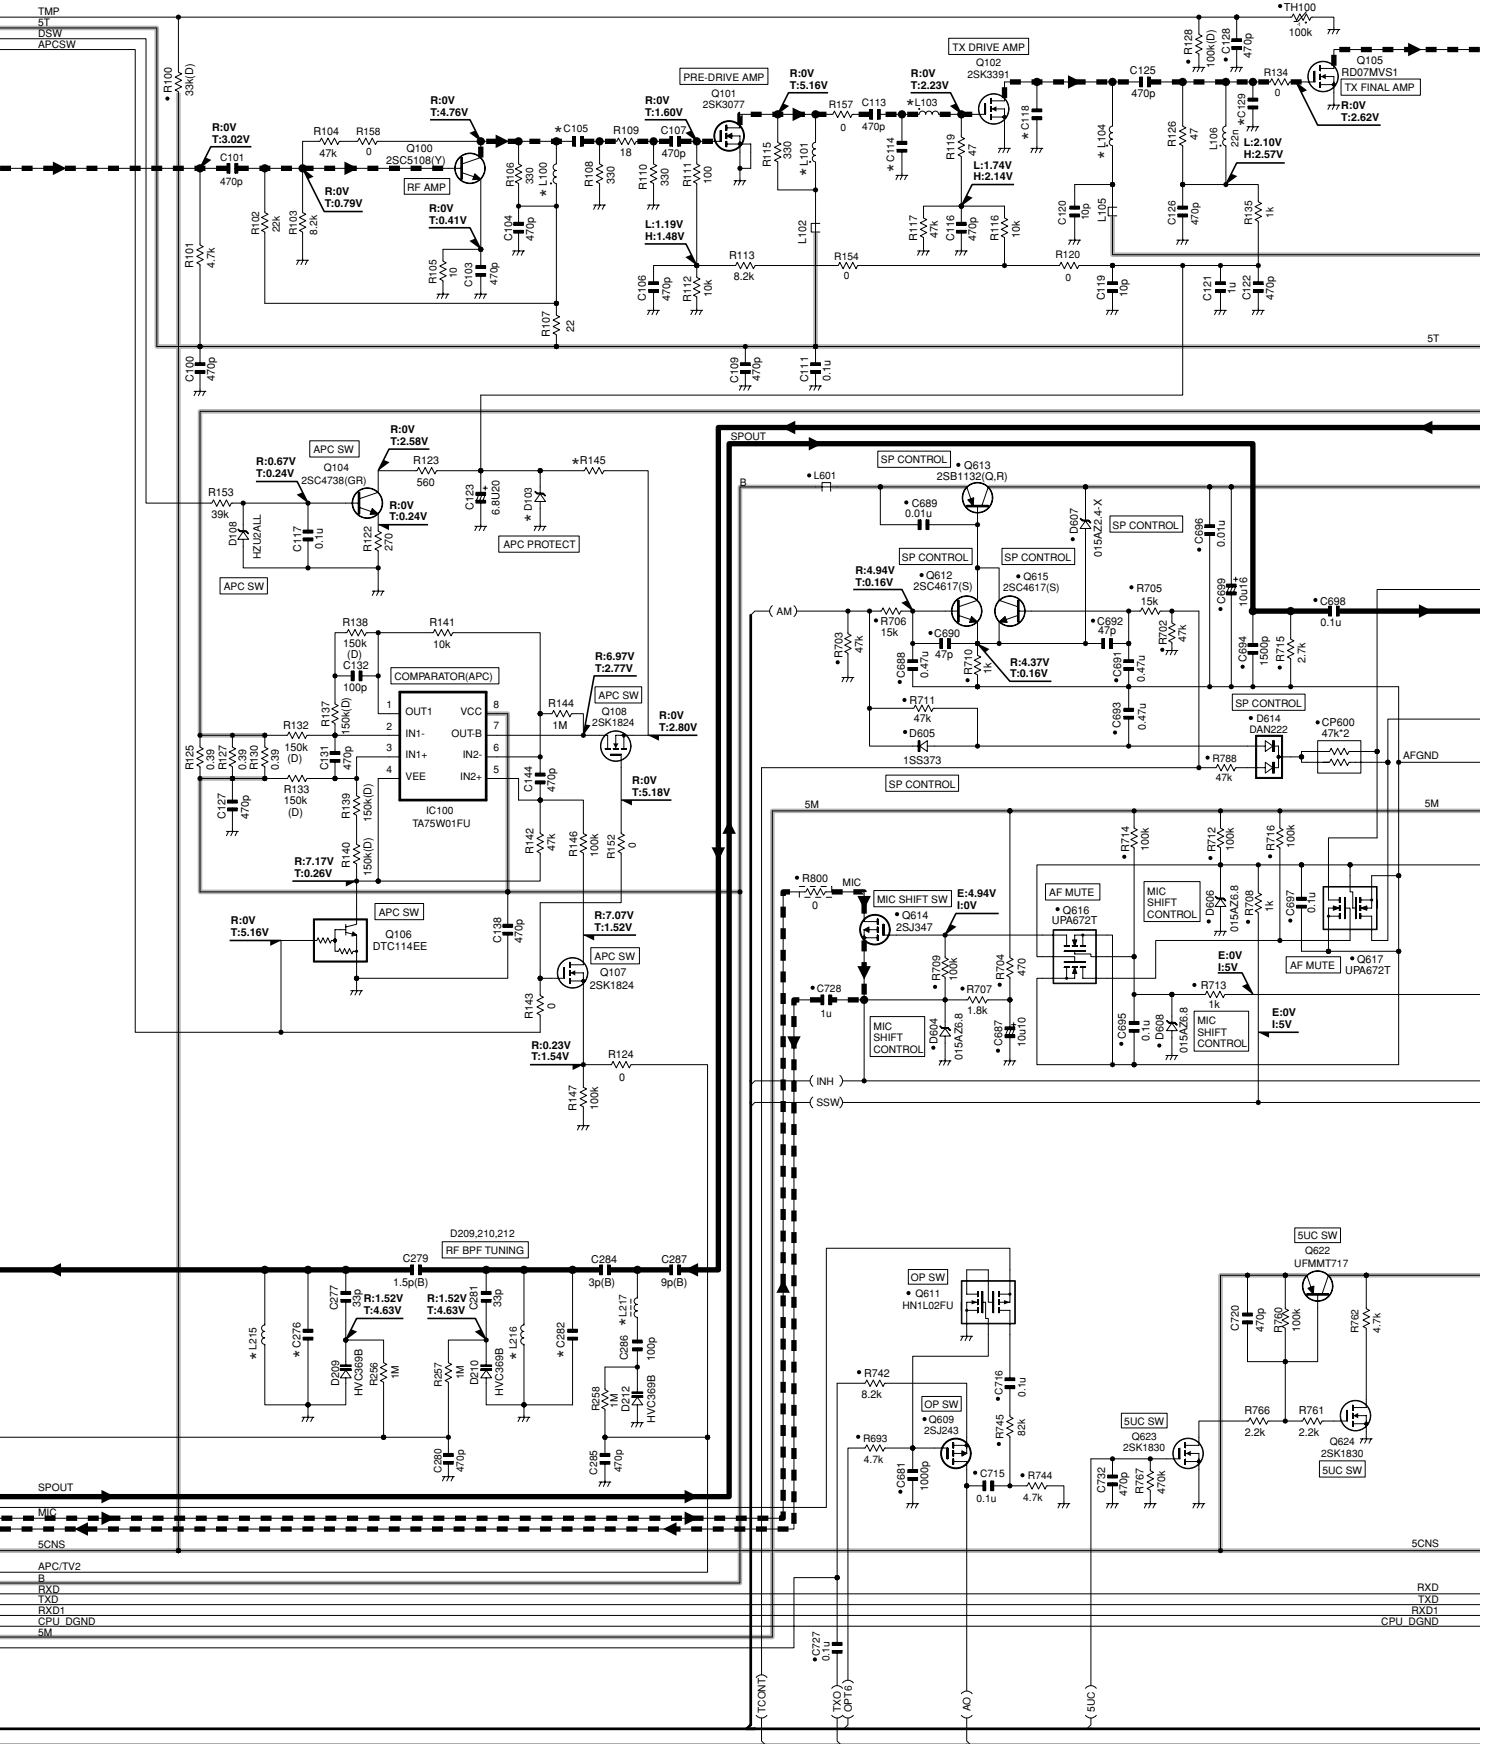 TMP
5T
DSW
APCSW
R100
33k(D)
R:0V
T:3.02V
C101
470p
R104
47k
R158
0
R:0V
T:4.76V
Q100
2SC5108(Y)
RF AMP
R:0V
T:0.79V
R:0V
T:0.41V
R102
22k
R103
8.2k
R101
4.7k
R105
10
C103
470p
R106
330
* L100
C104
470p
* C105
R109
18
R108
330
R110
330
R:0V
T:1.60V
C107
470p
R111
100
L:1.19V
H:1.48V
R107
22
C106
470p
R112
10k
R113
8.2k
PRE-DRIVE AMP
Q101
2SK3077
R:0V
T:5.16V
R115
330
* L101
L102
R157
0
C113
470p
* C114
R154
0
R:0V
T:2.23V
* L103
TX DRIVE AMP
Q102
2SK3391
R119
47
L:1.74V
H:2.14V
R117
47k
C116
470p
R116
10k
* C118
R120
0
C120
10p
* L104
L105
C119
10p
C125
470p
R126
47
L106
22n
* C129
C126
470p
R135
1k
C121
1u
C122
470p
L:2.10V
H:2.57V
R134
0
• R128
100k(D)
• C128
470p
• TH100
100k
Q105
RD07MVS1
TX FINAL AMP
R:0V
T:2.62V
C100
470p
C109
470p
C111
0.1u
5T
APC SW
Q104
2SC4738(GR)
R:0V
T:2.58V
R:0.67V
T:0.24V
R:0V
T:0.24V
R153
39k
D108
HZU2ALL
C117
0.1u
R122
270
APC SW
R123
560
C123
6.8U20
* D103
*R145
APC PROTECT
SPOUT
B
• L601
SP CONTROL
• Q613
2SB1132(Q,R)
• C689
0.01u
• D607
015AZ2.4-X
SP CONTROL
• C696
0.01u
• C699
10u16
SP CONTROL
• Q612
2SC4617(S)
SP CONTROL
• Q615
2SC4617(S)
R:4.94V
T:0.16V
AM
• R703
47k
• R706
15k
• C688
0.47u
• C690
47p
• R710
1k
R:4.37V
T:0.16V
• R705
15k
• C692
47p
• R702
47k
• C691
0.47u
• C693
0.47u
• C694
1500p
• R715
2.7k
• C698
0.1u
• R711
47k
• D605
1SS373
SP CONTROL
SP CONTROL
• D614
DAN222
• CP600
47k*2
• R788
47k
AFGND
R138
150k
(D)
C132
100p
R141
10k
COMPARATOR(APC)
1
OUT1
2
IN1-
3
IN1+
4
VEE
8
VCC
7
OUT-B
6
IN2-
5
IN2+
IC100
TA75W01FU
R:6.97V
T:2.77V
APC SW
Q108
2SK1824
R144
1M
R:0V
T:2.80V
R:0V
T:5.18V
R125
0.39
R127
0.39
R130
0.39
R132
150k
(D)
R137
150k(D)
C131
470p
R133
150k
(D)
C127
470p
R139
150k(D)
R140
150k(D)
C144
470p
R142
47k
R146
100k
R152
0
R:7.17V
T:0.26V
R:0V
T:5.16V
APC SW
Q106
DTC114EE
C138
470p
R:7.07V
T:1.52V
APC SW
Q107
2SK1824
R143
0
R:0.23V
T:1.54V
R124
0
R147
100k
5M
5M
• R800
0
MIC
MIC SHIFT SW
• Q614
2SJ347
E:4.94V
I:0V
• R709
100k
• R704
470
• C728
1u
MIC
SHIFT
CONTROL
• D604
015AZ6.8
• R707
1.8k
• C687
10u10
AF MUTE
• Q616
UPA672T
• R714
100k
MIC
SHIFT
CONTROL
• R712
100k
• D606
015AZ6.8
• R708
1k
• R716
100k
• C697
0.1u
AF MUTE
• Q617
UPA672T
E:0V
I:5V
• R713
1k
• C695
0.1u
• D608
015AZ6.8
MIC
SHIFT
CONTROL
E:0V
I:5V
INH
SSW
D209,210,212
RF BPF TUNING
C279
1.5p(B)
C284
3p(B)
C287
9p(B)
* L215
* C276
C277
33p
R:1.52V
T:4.63V
D209
HVC369B
R256
1M
R:1.52V
T:4.63V
C281
33p
R257
1M
D210
HVC369B
* L216
* C282
* L217
C286
100p
R258
1M
D212
HVC369B
C280
470p
C285
470p
OP SW
• Q611
HN1L02FU
• R742
8.2k
• C716
0.1u
OP SW
• Q609
2SJ243
• R745
82k
• R693
4.7k
• C681
1000p
• C715
0.1u
• R744
4.7k
5UC SW
Q622
UFMMT717
C720
470p
R760
100k
R762
4.7k
5UC SW
Q623
2SK1830
R766
2.2k
R761
2.2k
Q624
2SK1830
5UC SW
C732
470p
R767
470k
SPOUT
MIC
5CNS
5CNS
APC/TV2
B
RXD
TXD
RXD1
CPU DGND
5M
RXD
TXD
RXD1
CPU DGND
• C727
0.1u
TCONT
TXO
OPT6
AO
5UC